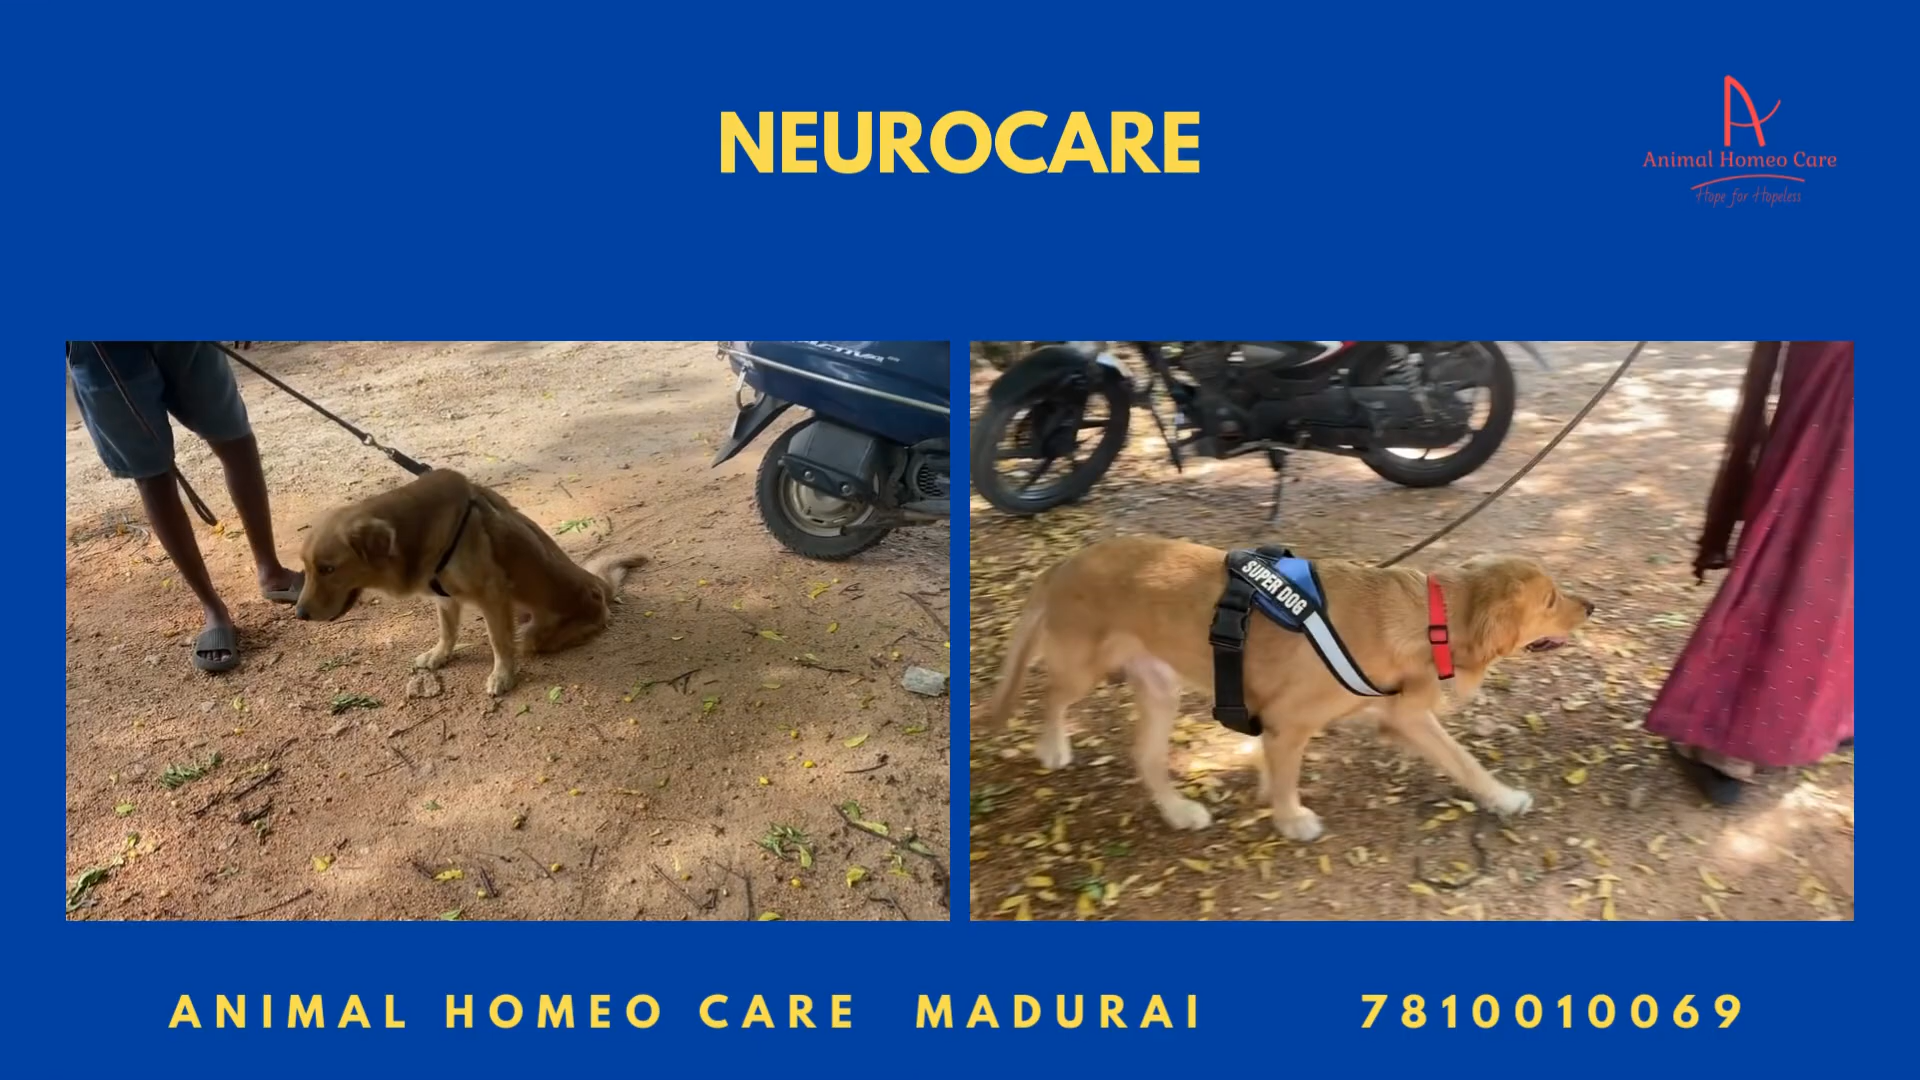 NEUROCARE
A
Animal Homeo Care
Hope for Hopeless
SUPER DOG
ANIMAL HOMEO CARE MADURAI 7810010069